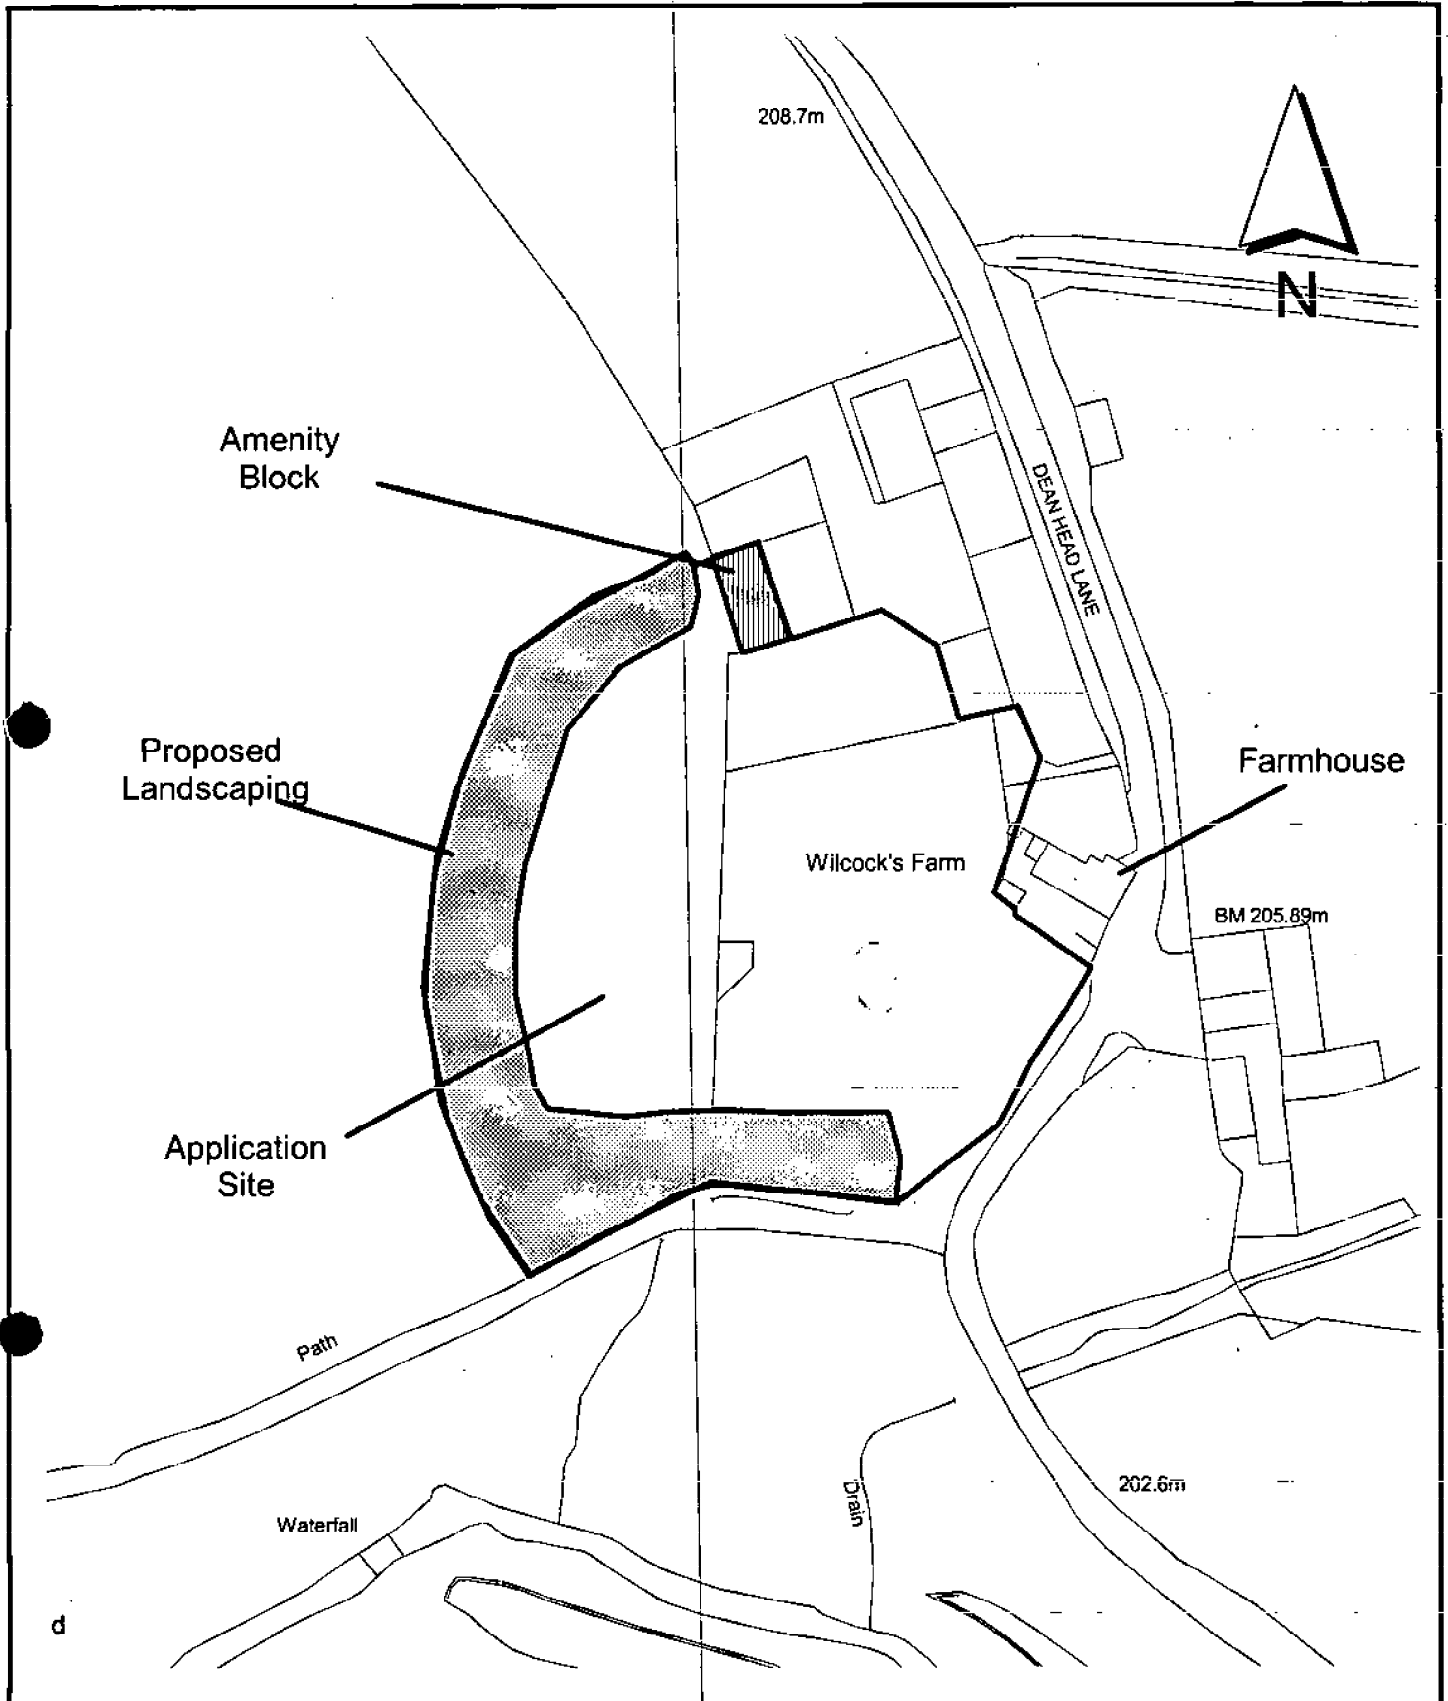 208.7m
N
Amenity
Block
DEAN HEAD LANE
Proposed
Landscaping
Farmhouse
Wilcock's Farm
BM 205.89m
Application
Site
Path
202.6m
Drain
Waterfall
d